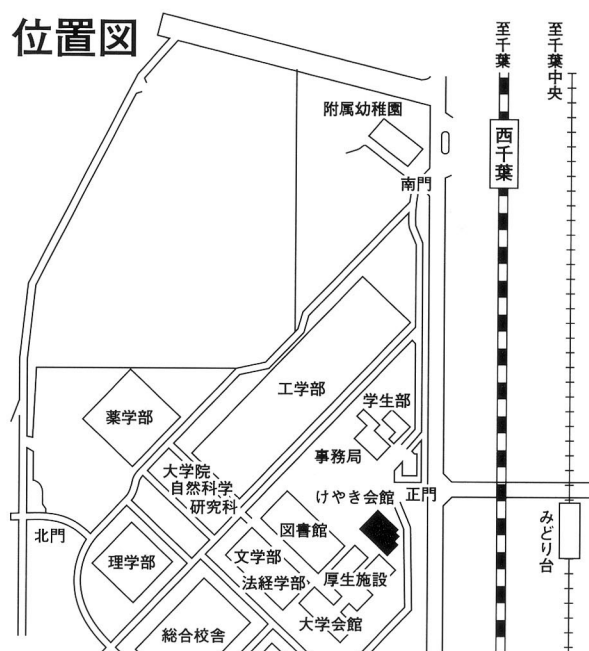 位置図
至千葉
至千葉中央
附属幼稚園
西千葉
南門
工学部
学生部
薬学部
事務局
大学院
自然科学
研究科
けやき会館
正門
図書館
みどり台
北門
理学部
文学部
法経学部
厚生施設
大学会館
総合校舎